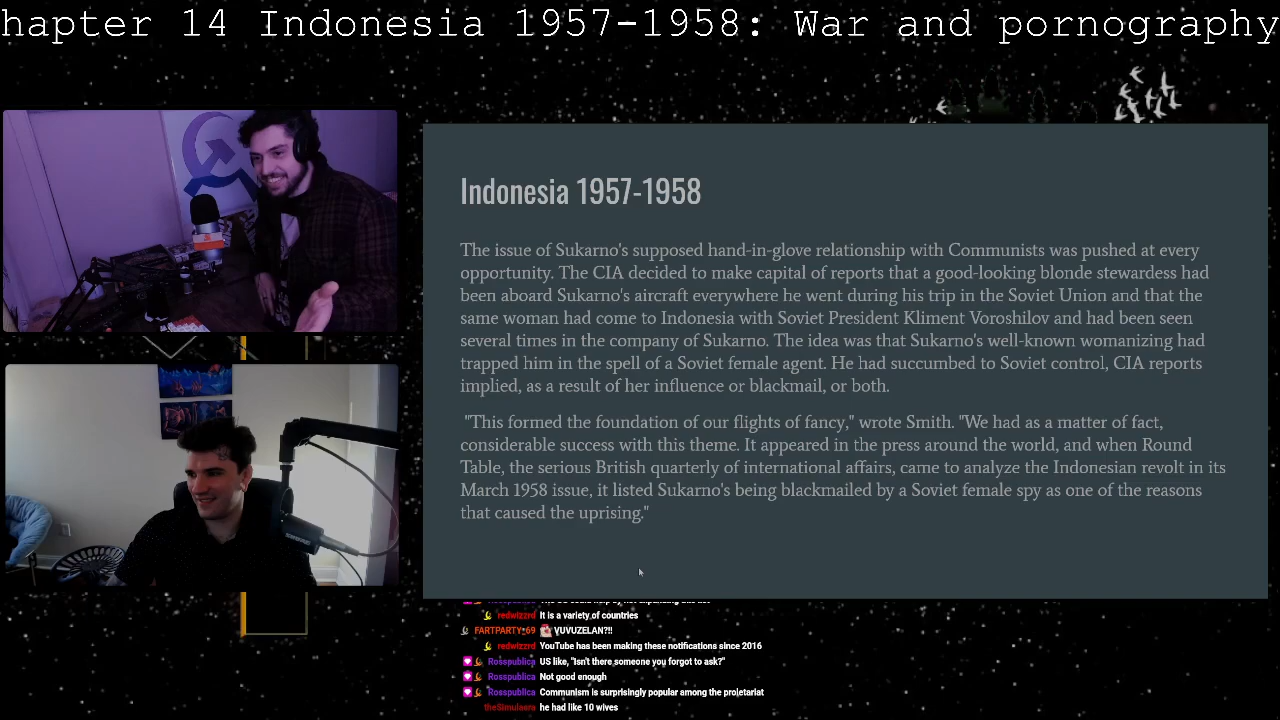 hapter 14 Indonesia 1957-1958: War and pornography
Indonesia 1957-1958
The issue of Sukarno's supposed hand-in-glove relationship with Communists was pushed at every
opportunity. The CIA decided to make capital of reports that a good-looking blonde stewardess had
been aboard Sukarno's aircraft everywhere he went during his trip in the Soviet Union and that the
same woman had come to Indonesia with Soviet President Kliment Voroshilov and had been seen
several times in the company of Sukarno. The idea was that Sukarno's well-known womanizing had
trapped him in the spell of a Soviet female agent. He had succumbed to Soviet control, CIA reports
implied, as a result of her influence or blackmail, or both.
"This formed the foundation of our flights of fancy," wrote Smith. "We had as a matter of fact,
considerable success with this theme. It appeared in the press around the world, and when Round
Table, the serious British quarterly of international affairs, came to analyze the Indonesian revolt in its
March 1958 issue, it listed Sukarno's being blackmailed by a Soviet female spy as one of the reasons
that caused the uprising."
redwizzrd It is a variety of countries
FARTPARTY_69 VUVUZELAN?!!
redwizzrd YouTube has been making these notifications since 2016
Rosspublica US like, "Isn't there someone you forgot to ask?"
Rosspublica Not good enough
Rosspublica Communism is surprisingly popular among the proletariat
he had like 10 wives
SHURE